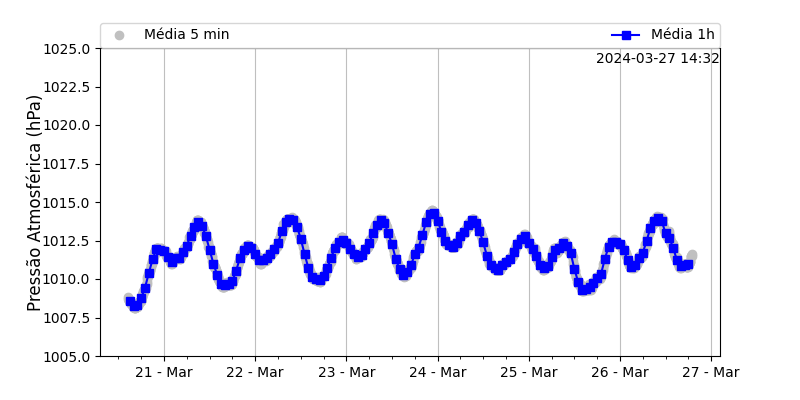 Média 5 min
Média 1h
2024-03-27 14:32
Pressão Atmosférica (hPa)
1025.0
1022.5
1020.0
1017.5
1015.0
1012.5
1010.0
1007.5
1005.0
21 - Mar
22 - Mar
23 - Mar
24 - Mar
25 - Mar
26 - Mar
27 - Mar